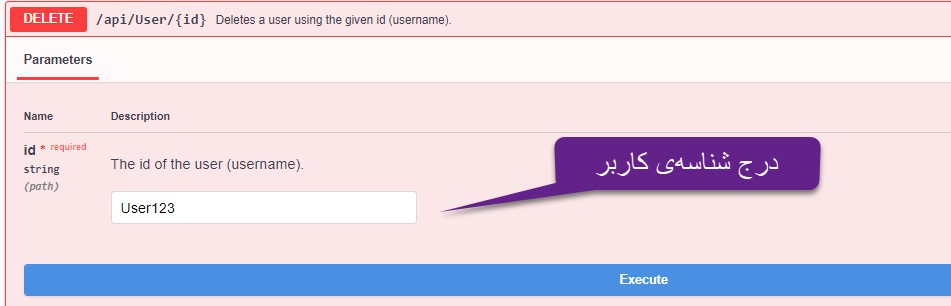 DELETE /api/User/{id} Deletes a user using the given id (username).
Parameters
Name Description
id * required
string
(path)
The id of the user (username).
User123
درج شناسه‌ی کاربر
Execute